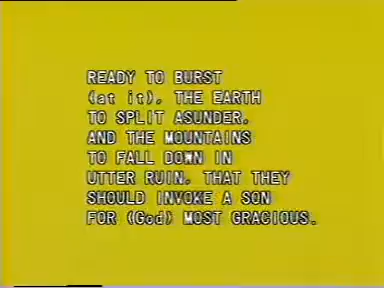 READY TO BURST
(at it), THE EARTH
TO SPLIT ASUNDER,
AND THE MOUNTAINS
TO FALL DOWN IN
UTTER RUIN, THAT THEY
SHOULD INVOKE A SON
FOR (God) MOST GRACIOUS.